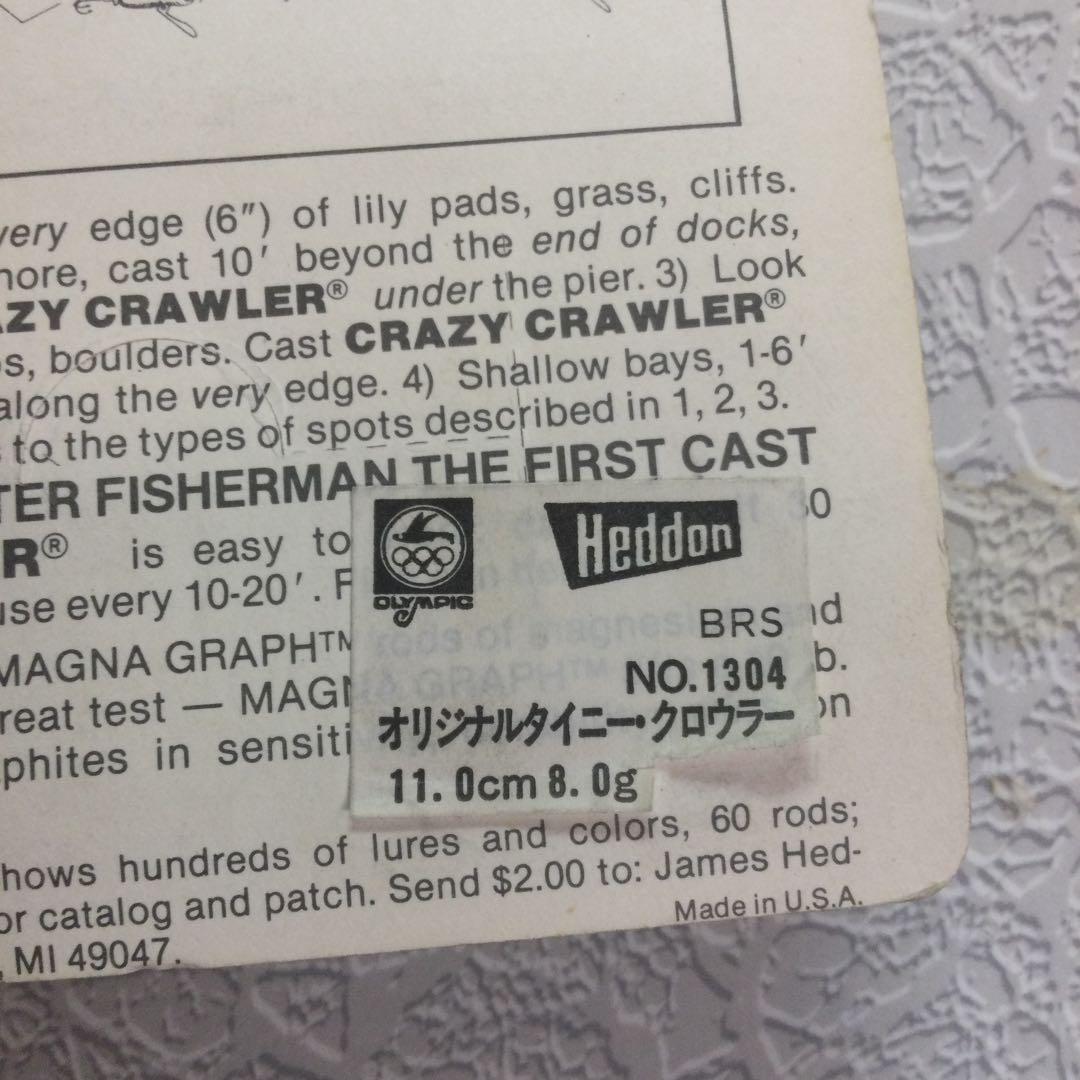 very edge (6″) of lily pads, grass, cliffs.
more, cast 10′ beyond the end of docks,
AZY CRAWLER® under the pier. 3) Look
s, boulders. Cast CRAZY CRAWLER®
along the very edge. 4) Shallow bays, 1-6′
to the types of spots described in 1, 2, 3.
TER FISHERMAN THE FIRST CAST
R® is easy to 30
use every 10-20′. F
MAGNA GRAPH™
reat test — MAGN b.
phites in sensiti on
OLYMPIC
Heddon
BRS
NO.1304
オリジナルタイニー・クロウラー
11.0cm 8.0g
hows hundreds of lures and colors, 60 rods;
or catalog and patch. Send $2.00 to: James Hed-
, MI 49047.
Made in U.S.A.